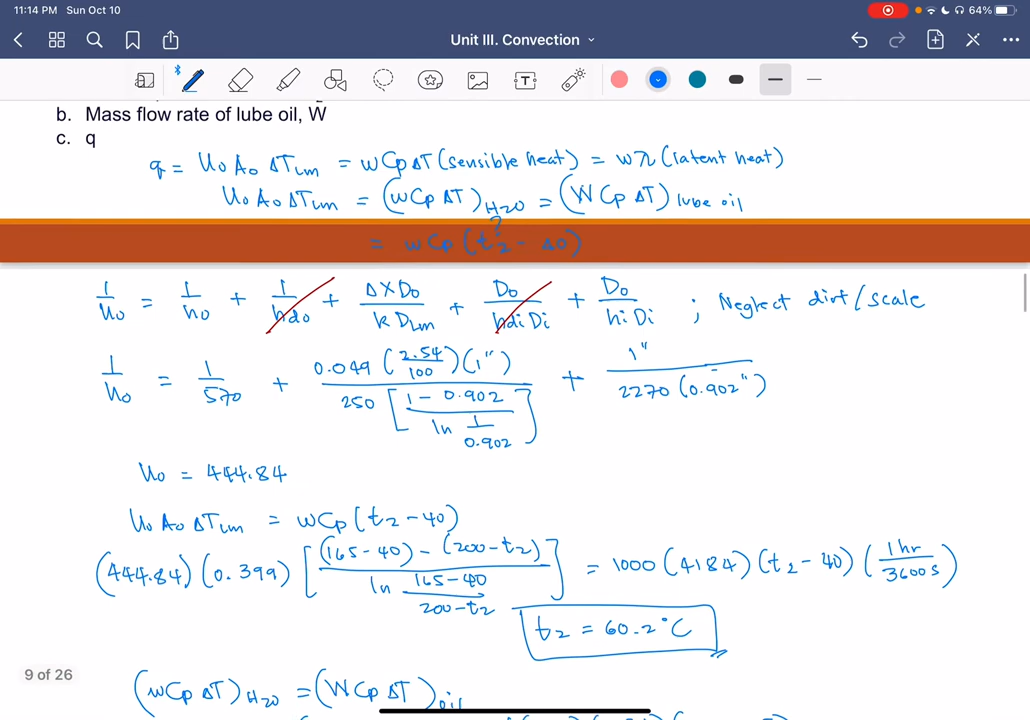 11:14 PM Sun Oct 10 64%
Unit III. Convection
b. Mass flow rate of lube oil, W
c. q
q = Uo Ao ΔTlm = wCpΔT (sensible heat) = wλ (latent heat)
Uo Ao ΔTlm = (wCp ΔT)H2O = (W Cp ΔT) lube oil
= wCp (t2 - 40) ?
1/Uo = 1/ho + 1/hdo + ΔX Do/k DLm + Do/hdi Di + Do/hi Di ; Neglect dirt/scale
1/Uo = 1/570 + 0.049 (2.54/100)(1")/250 [1 - 0.902/ln 1/0.902] + 1"/2270 (0.902")
Uo = 444.84
Uo Ao ΔTlm = wCp (t2 - 40)
(444.84)(0.399) [(165-40) - (200-t2)/ln 165-40/200-t2] = 1000 (4184) (t2 - 40) (1hr/3600s)
t2 = 60.2°C
9 of 26
(wCp ΔT)H2O = (WCp ΔT)oil